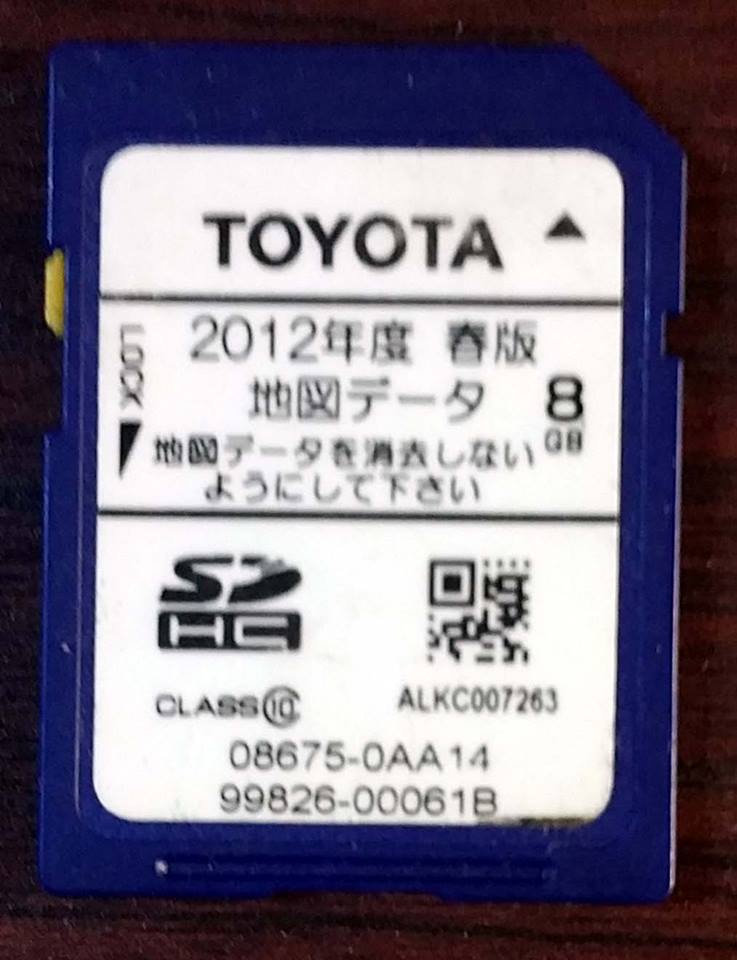 TOYOTA ▲
2012年度 春版
LOCK
地図データ
8
GB
地図データを消去しない
ようにして下さい
SD
HC
CLASS⑩
ALKC007263
08675-0AA14
99826-00061B